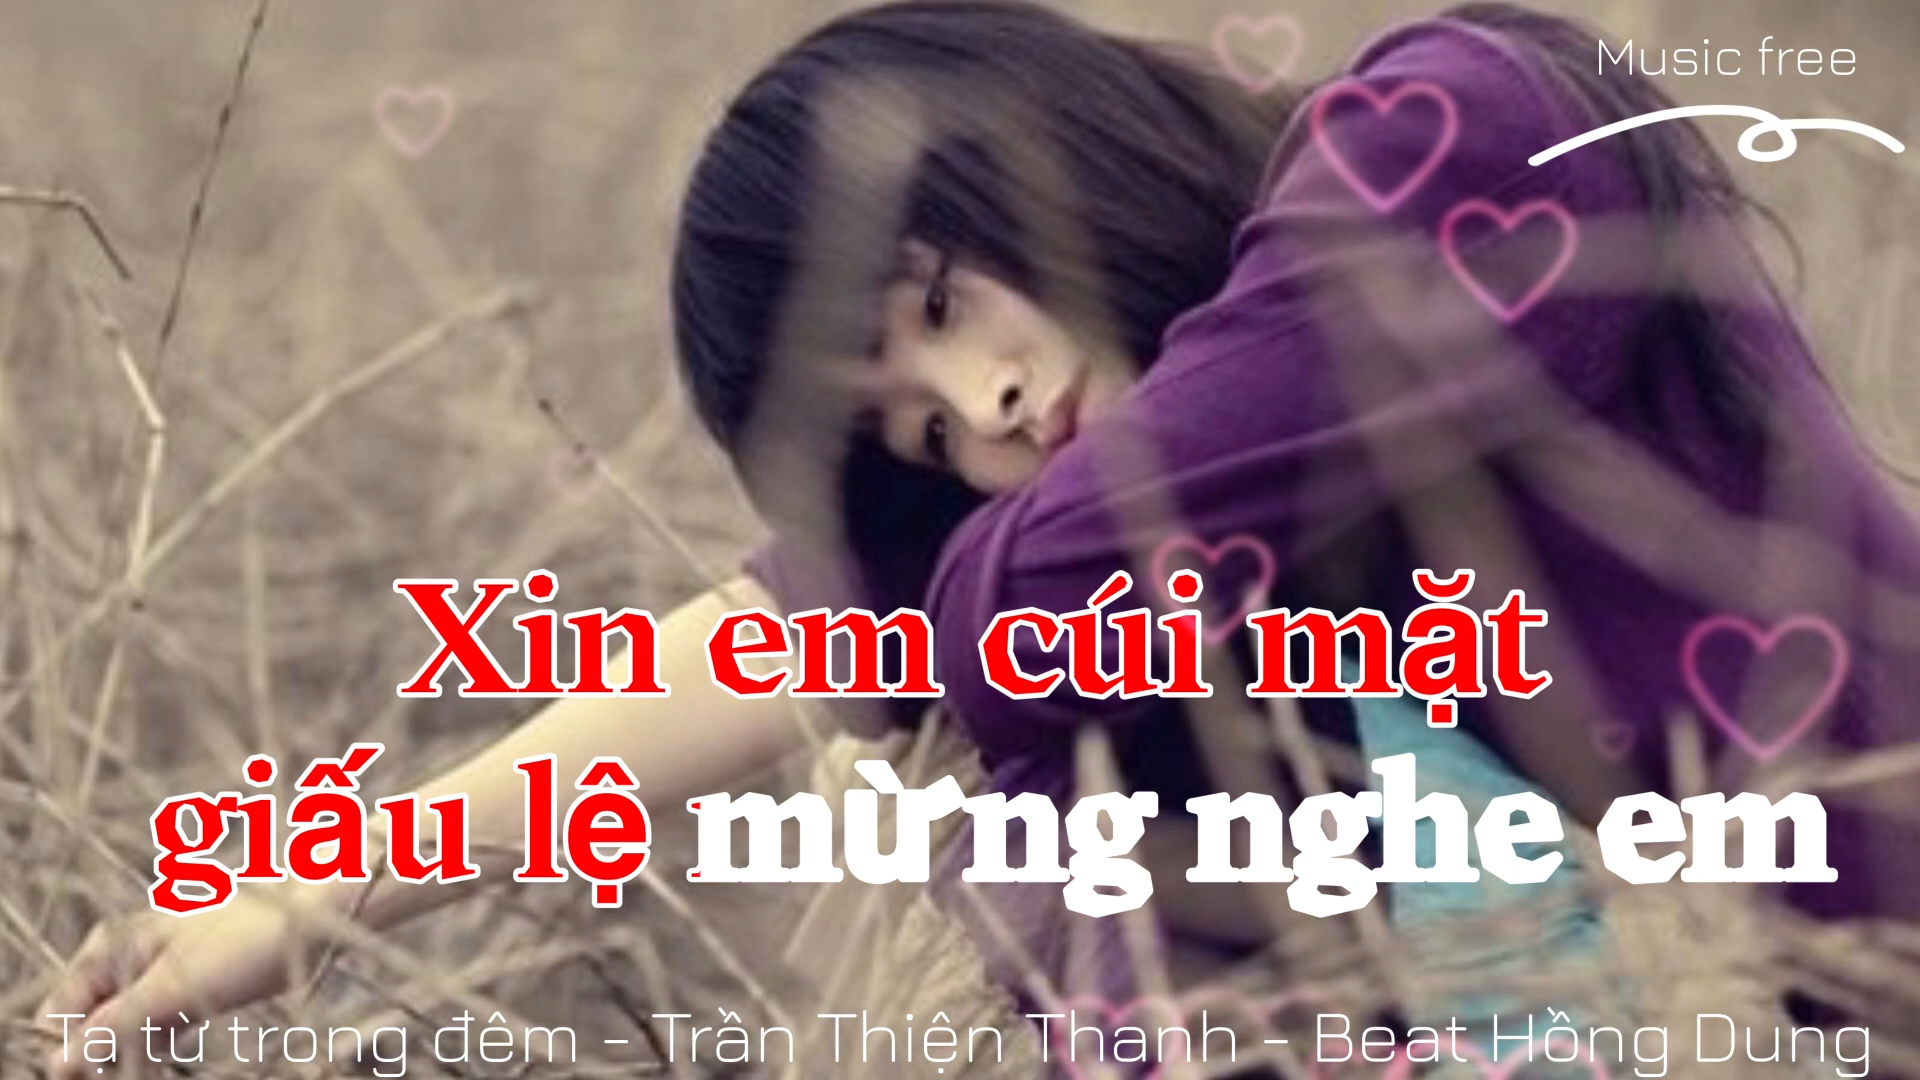 Music free
Xin em cúi mặt
giấu lệ mừng nghe em
Tạ từ trong đêm - Trần Thiện Thanh - Beat Hồng Dung